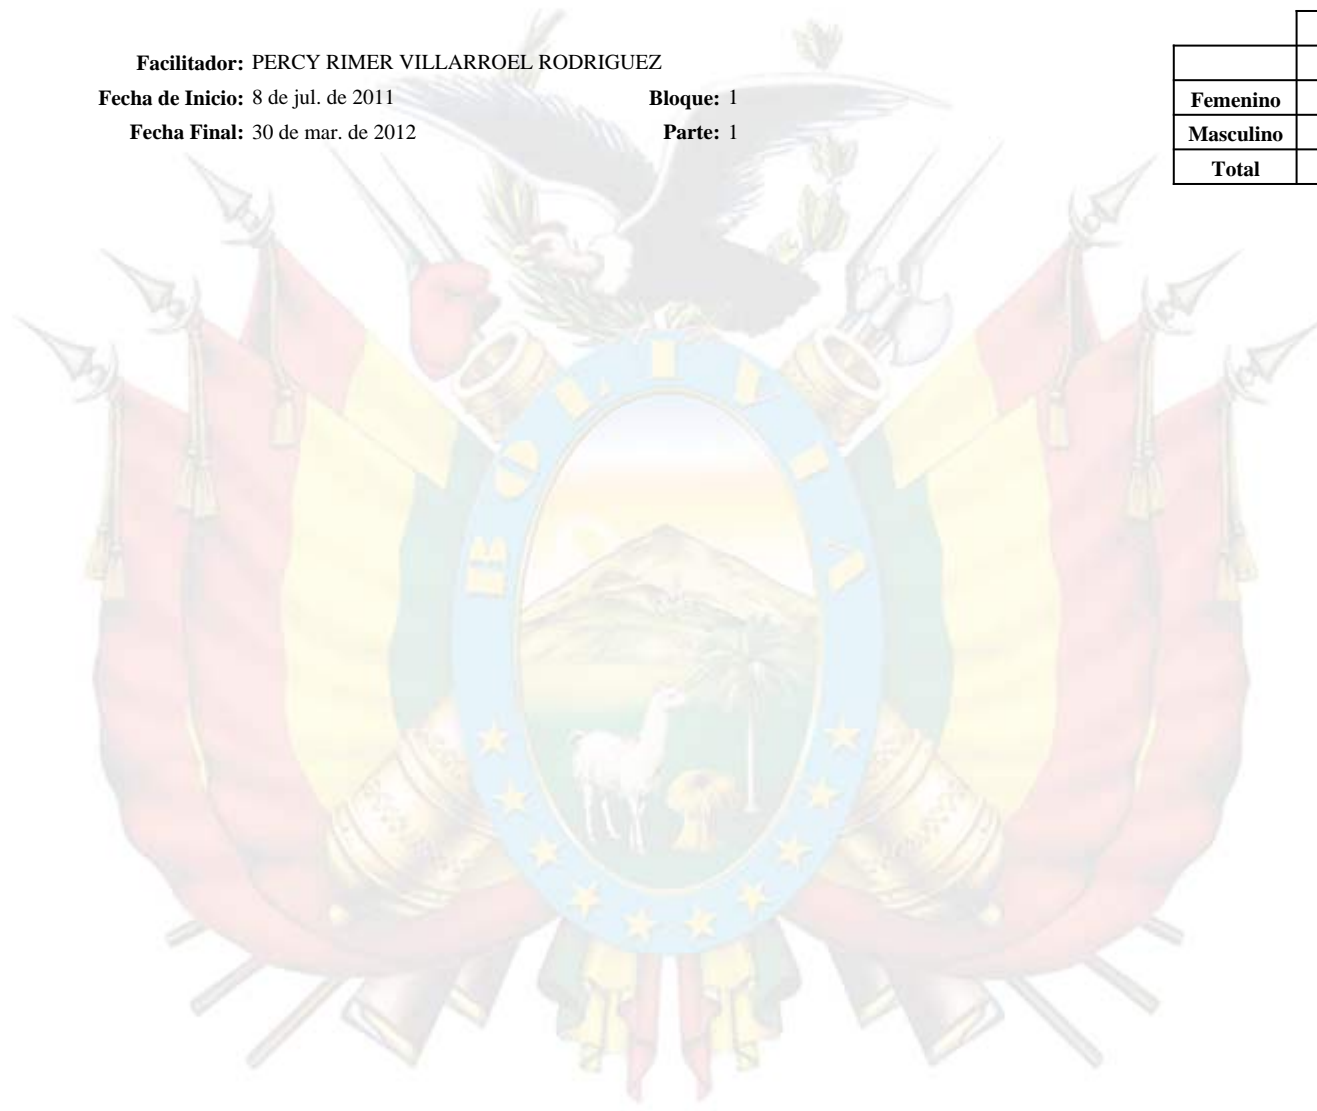 Facilitador: PERCY RIMER VILLARROEL RODRIGUEZ
Fecha de Inicio: 8 de jul. de 2011 Bloque: 1
Fecha Final: 30 de mar. de 2012 Parte: 1
Femenino
Masculino
Total
BOLIVIA